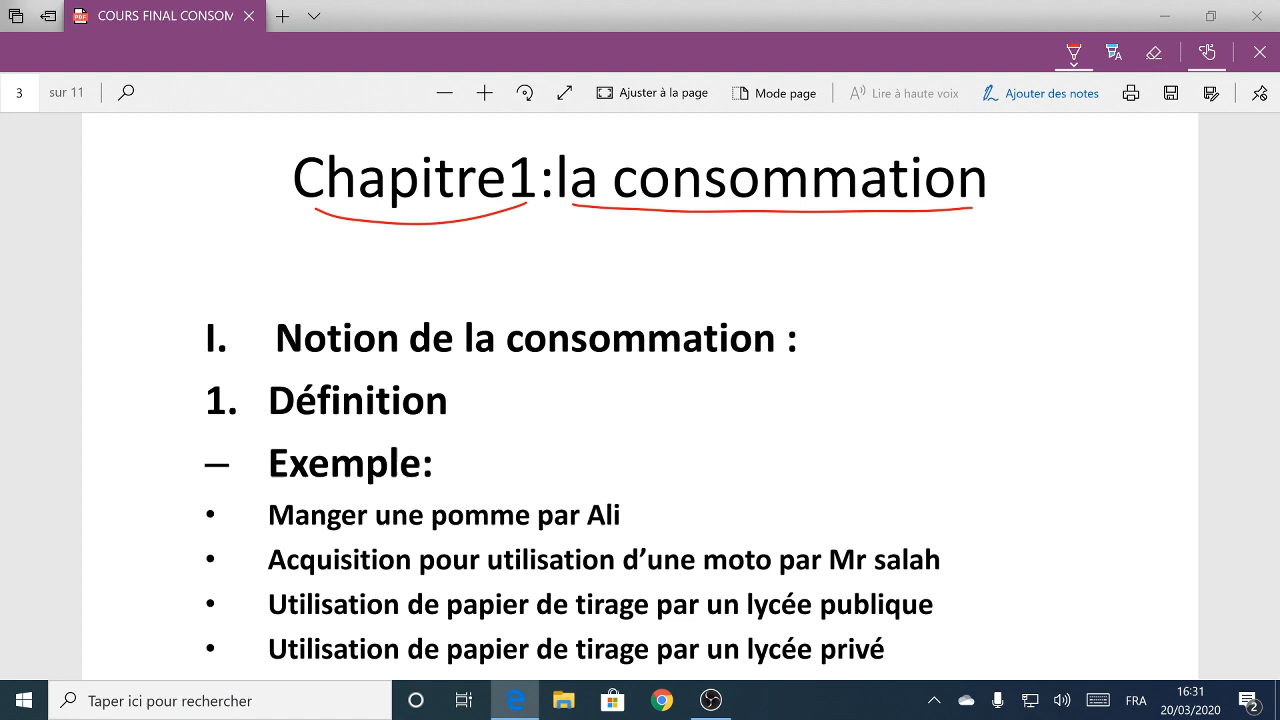 COURS FINAL CONSOM
3 sur 11 Ajuster à la page Mode page Lire à haute voix Ajouter des notes
Chapitre1:la consommation
I. Notion de la consommation :
1. Définition
– Exemple:
• Manger une pomme par Ali
• Acquisition pour utilisation d’une moto par Mr salah
• Utilisation de papier de tirage par un lycée publique
• Utilisation de papier de tirage par un lycée privé
Taper ici pour rechercher
FRA
16:31
20/03/2020
2